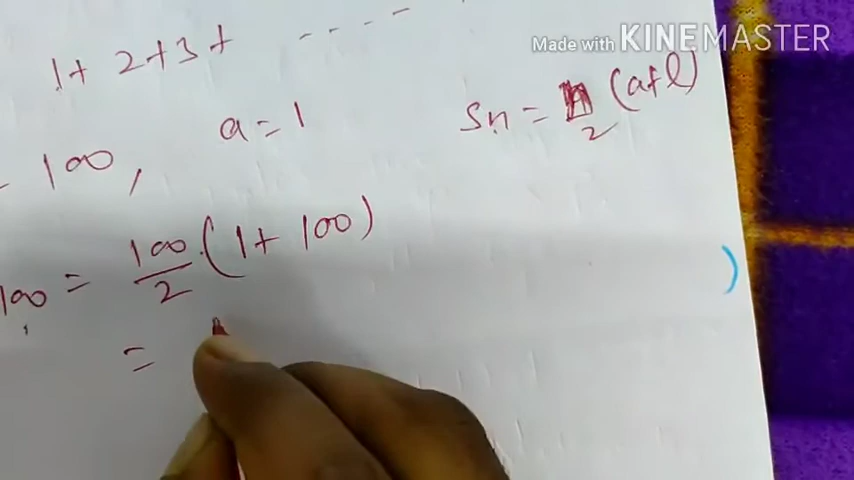 Made with KINEMASTER
1+ 2+3+ -----
a=1 Sn = n/2 (a+l)
100,
100 = 100/2 (1+ 100)
=